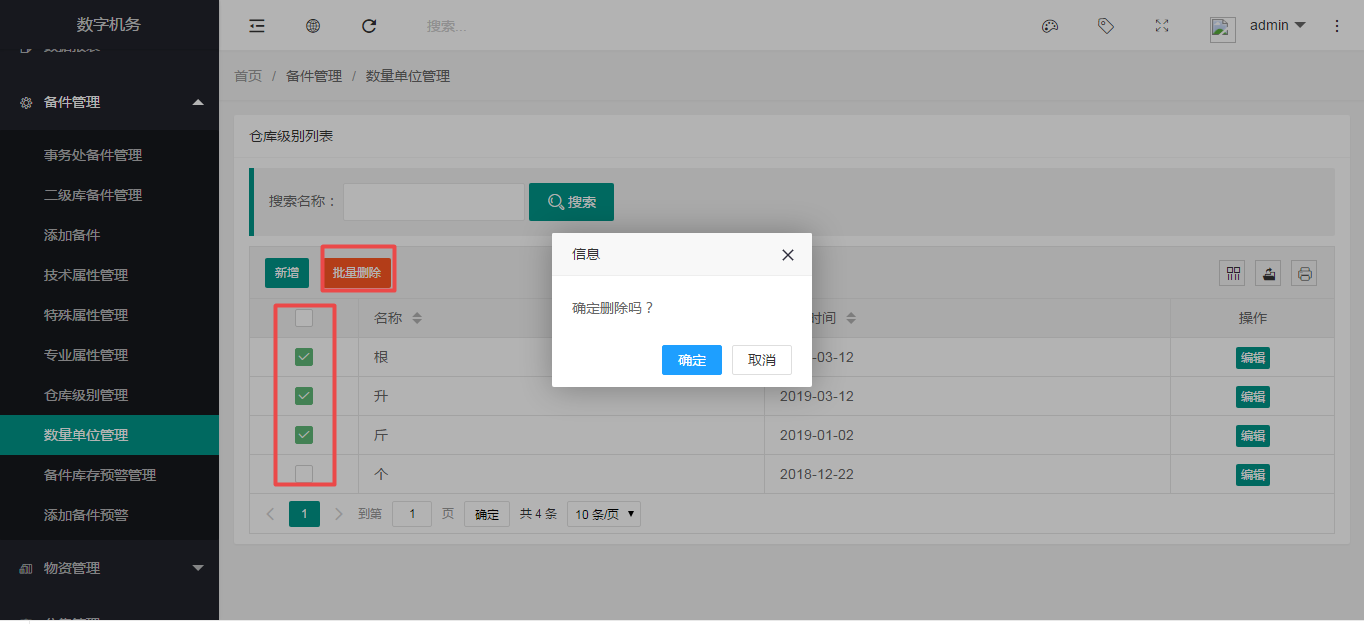 数字机务
搜索...
admin
数据报表
首页 / 备件管理 / 数量单位管理
备件管理
事务处备件管理
二级库备件管理
添加备件
技术属性管理
特殊属性管理
专业属性管理
仓库级别管理
数量单位管理
备件库存预警管理
添加备件预警
物资管理
仓库级别列表
搜索名称：
搜索
新增
批量删除
信息
确定删除吗？
确定
取消
名称
时间
操作
根
-03-12
编辑
升
2019-03-12
编辑
斤
2019-01-02
编辑
个
2018-12-22
编辑
1
到第 1 页 确定 共 4 条 10 条/页